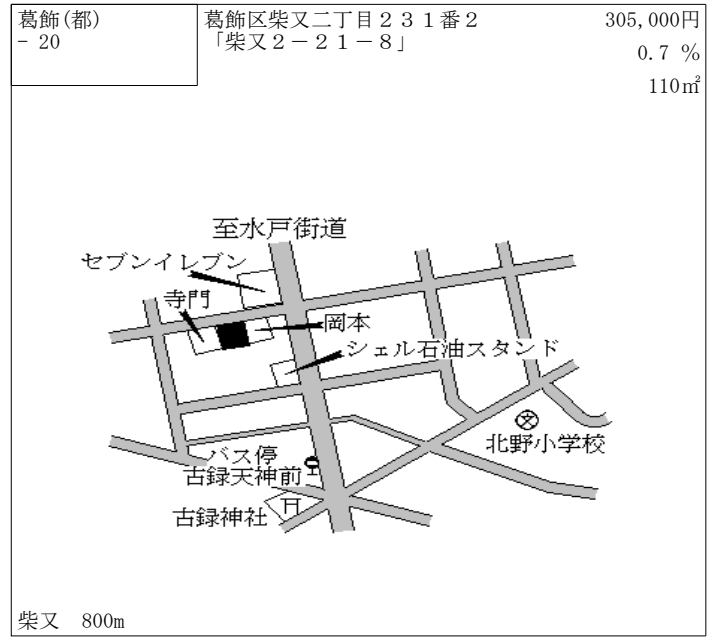 葛飾(都)
- 20
葛飾区柴又二丁目２３１番２
「柴又２－２１－８」
305,000円
0.7 %
110㎡
至水戸街道
セブンイレブン
寺門
岡本
シェル石油スタンド
北野小学校
バス停
古録天神前
古録神社
柴又　800m